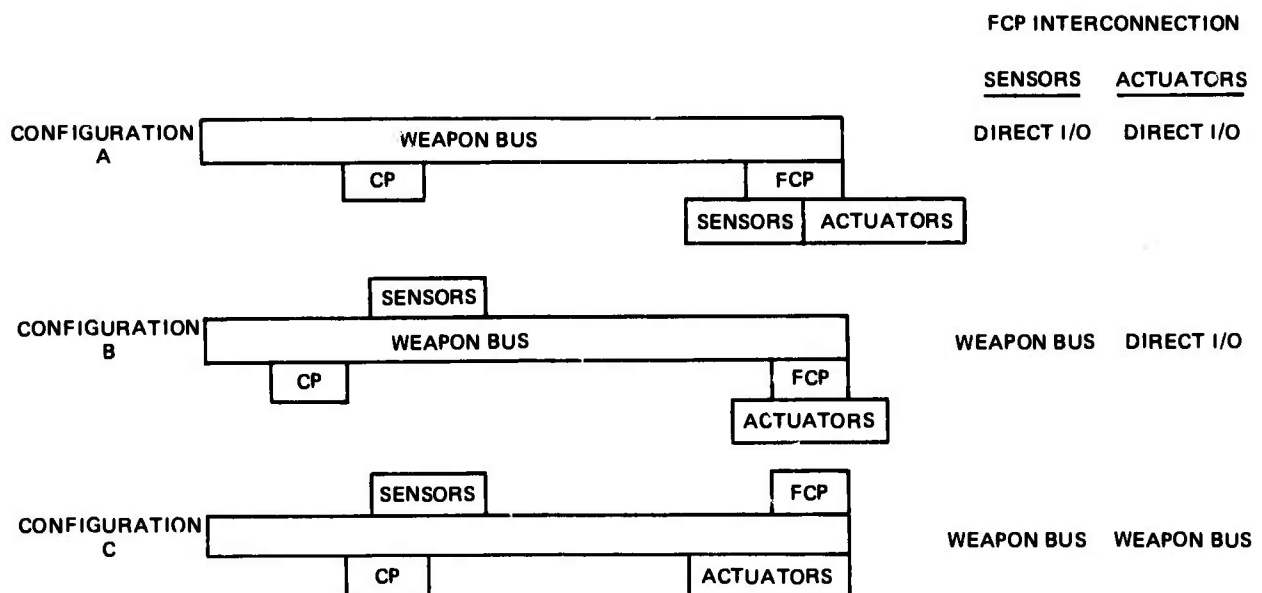 FCP INTERCONNECTION
SENSORS ACTUATORS
CONFIGURATION
A
WEAPON BUS
DIRECT I/O DIRECT I/O
CP
FCP
SENSORS ACTUATORS
SENSORS
CONFIGURATION
B
WEAPON BUS
WEAPON BUS DIRECT I/O
CP
FCP
ACTUATORS
SENSORS
FCP
CONFIGURATION
C
WEAPON BUS WEAPON BUS
CP
ACTUATORS